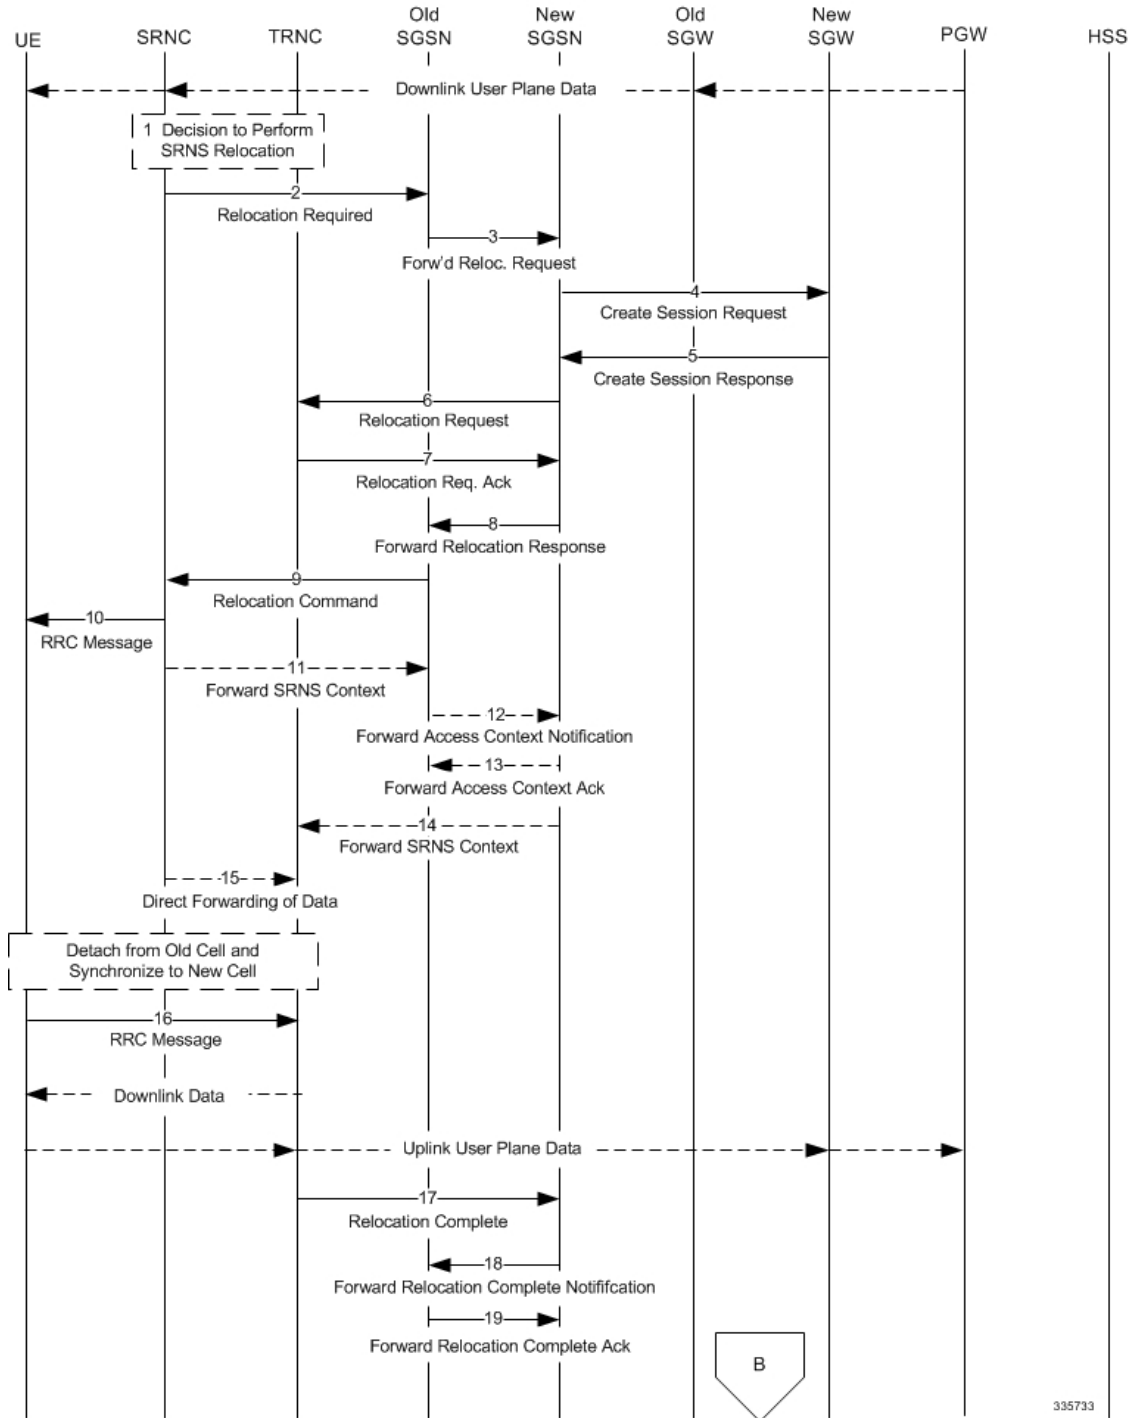 Old New Old New
UE SRNC TRNC SGSN SGSN SGW SGW PGW HSS
Downlink User Plane Data
1 Decision to Perform
SRNS Relocation
2
Relocation Required
3
Forw'd Reloc. Request
4
Create Session Request
5
Create Session Response
6
Relocation Request
7
Relocation Req. Ack
8
Forward Relocation Response
9
Relocation Command
10
RRC Message
11
Forward SRNS Context
12
Forward Access Context Notification
13
Forward Access Context Ack
14
Forward SRNS Context
15
Direct Forwarding of Data
Detach from Old Cell and
Synchronize to New Cell
16
RRC Message
Downlink Data
Uplink User Plane Data
17
Relocation Complete
18
Forward Relocation Complete Notififcation
19
Forward Relocation Complete Ack
B
335733